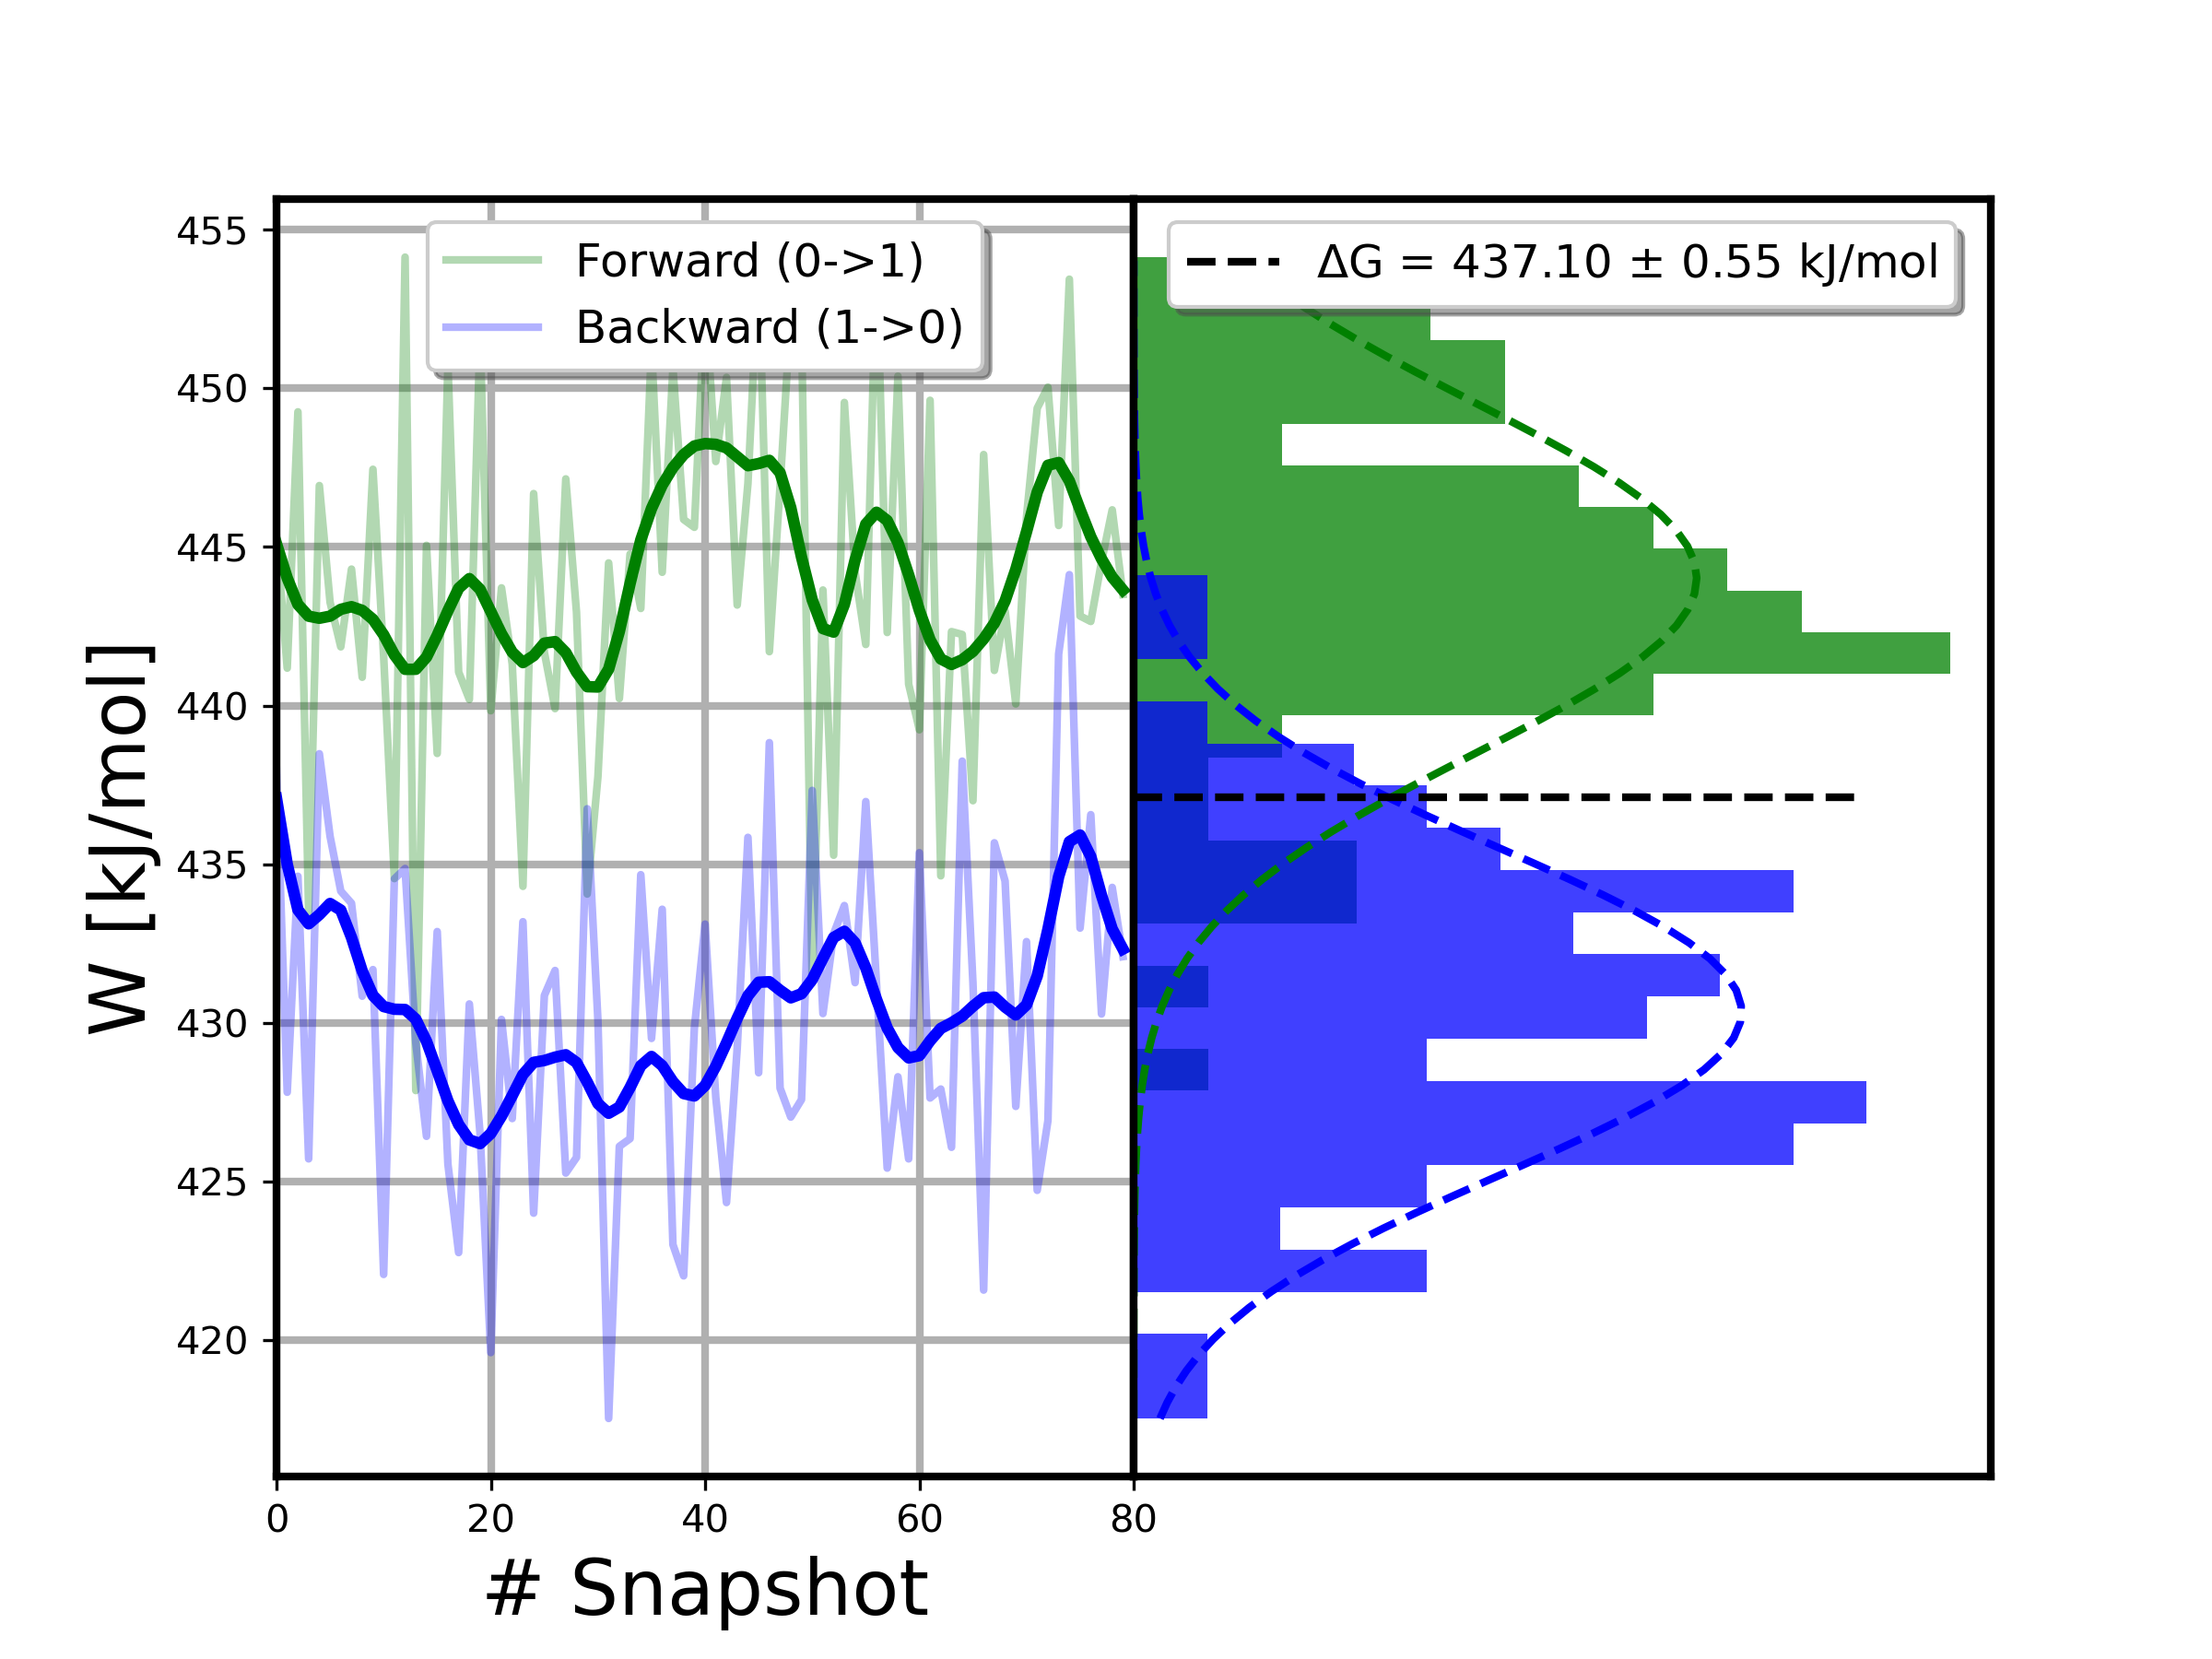 Forward (0->1)
Backward (1->0)
ΔG = 437.10 ± 0.55 kJ/mol
W [kJ/mol]
455
450
445
440
435
430
425
420
0 20 40 60 80
# Snapshot